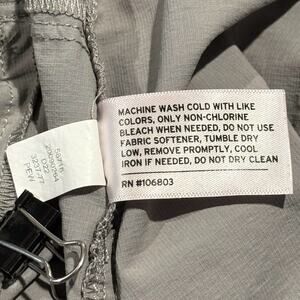 MACHINE WASH COLD WITH LIKE
COLORS, ONLY NON-CHLORINE
BLEACH WHEN NEEDED, DO NOT USE
FABRIC SOFTENER, TUMBLE DRY
LOW, REMOVE PROMPTLY, COOL
IRON IF NEEDED, DO NOT DRY CLEAN
RN #106803